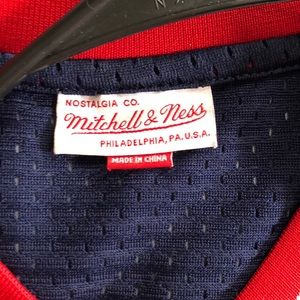 NOSTALGIA CO.
Mitchell & Ness
PHILADELPHIA, PA, U.S.A.
MADE IN CHINA